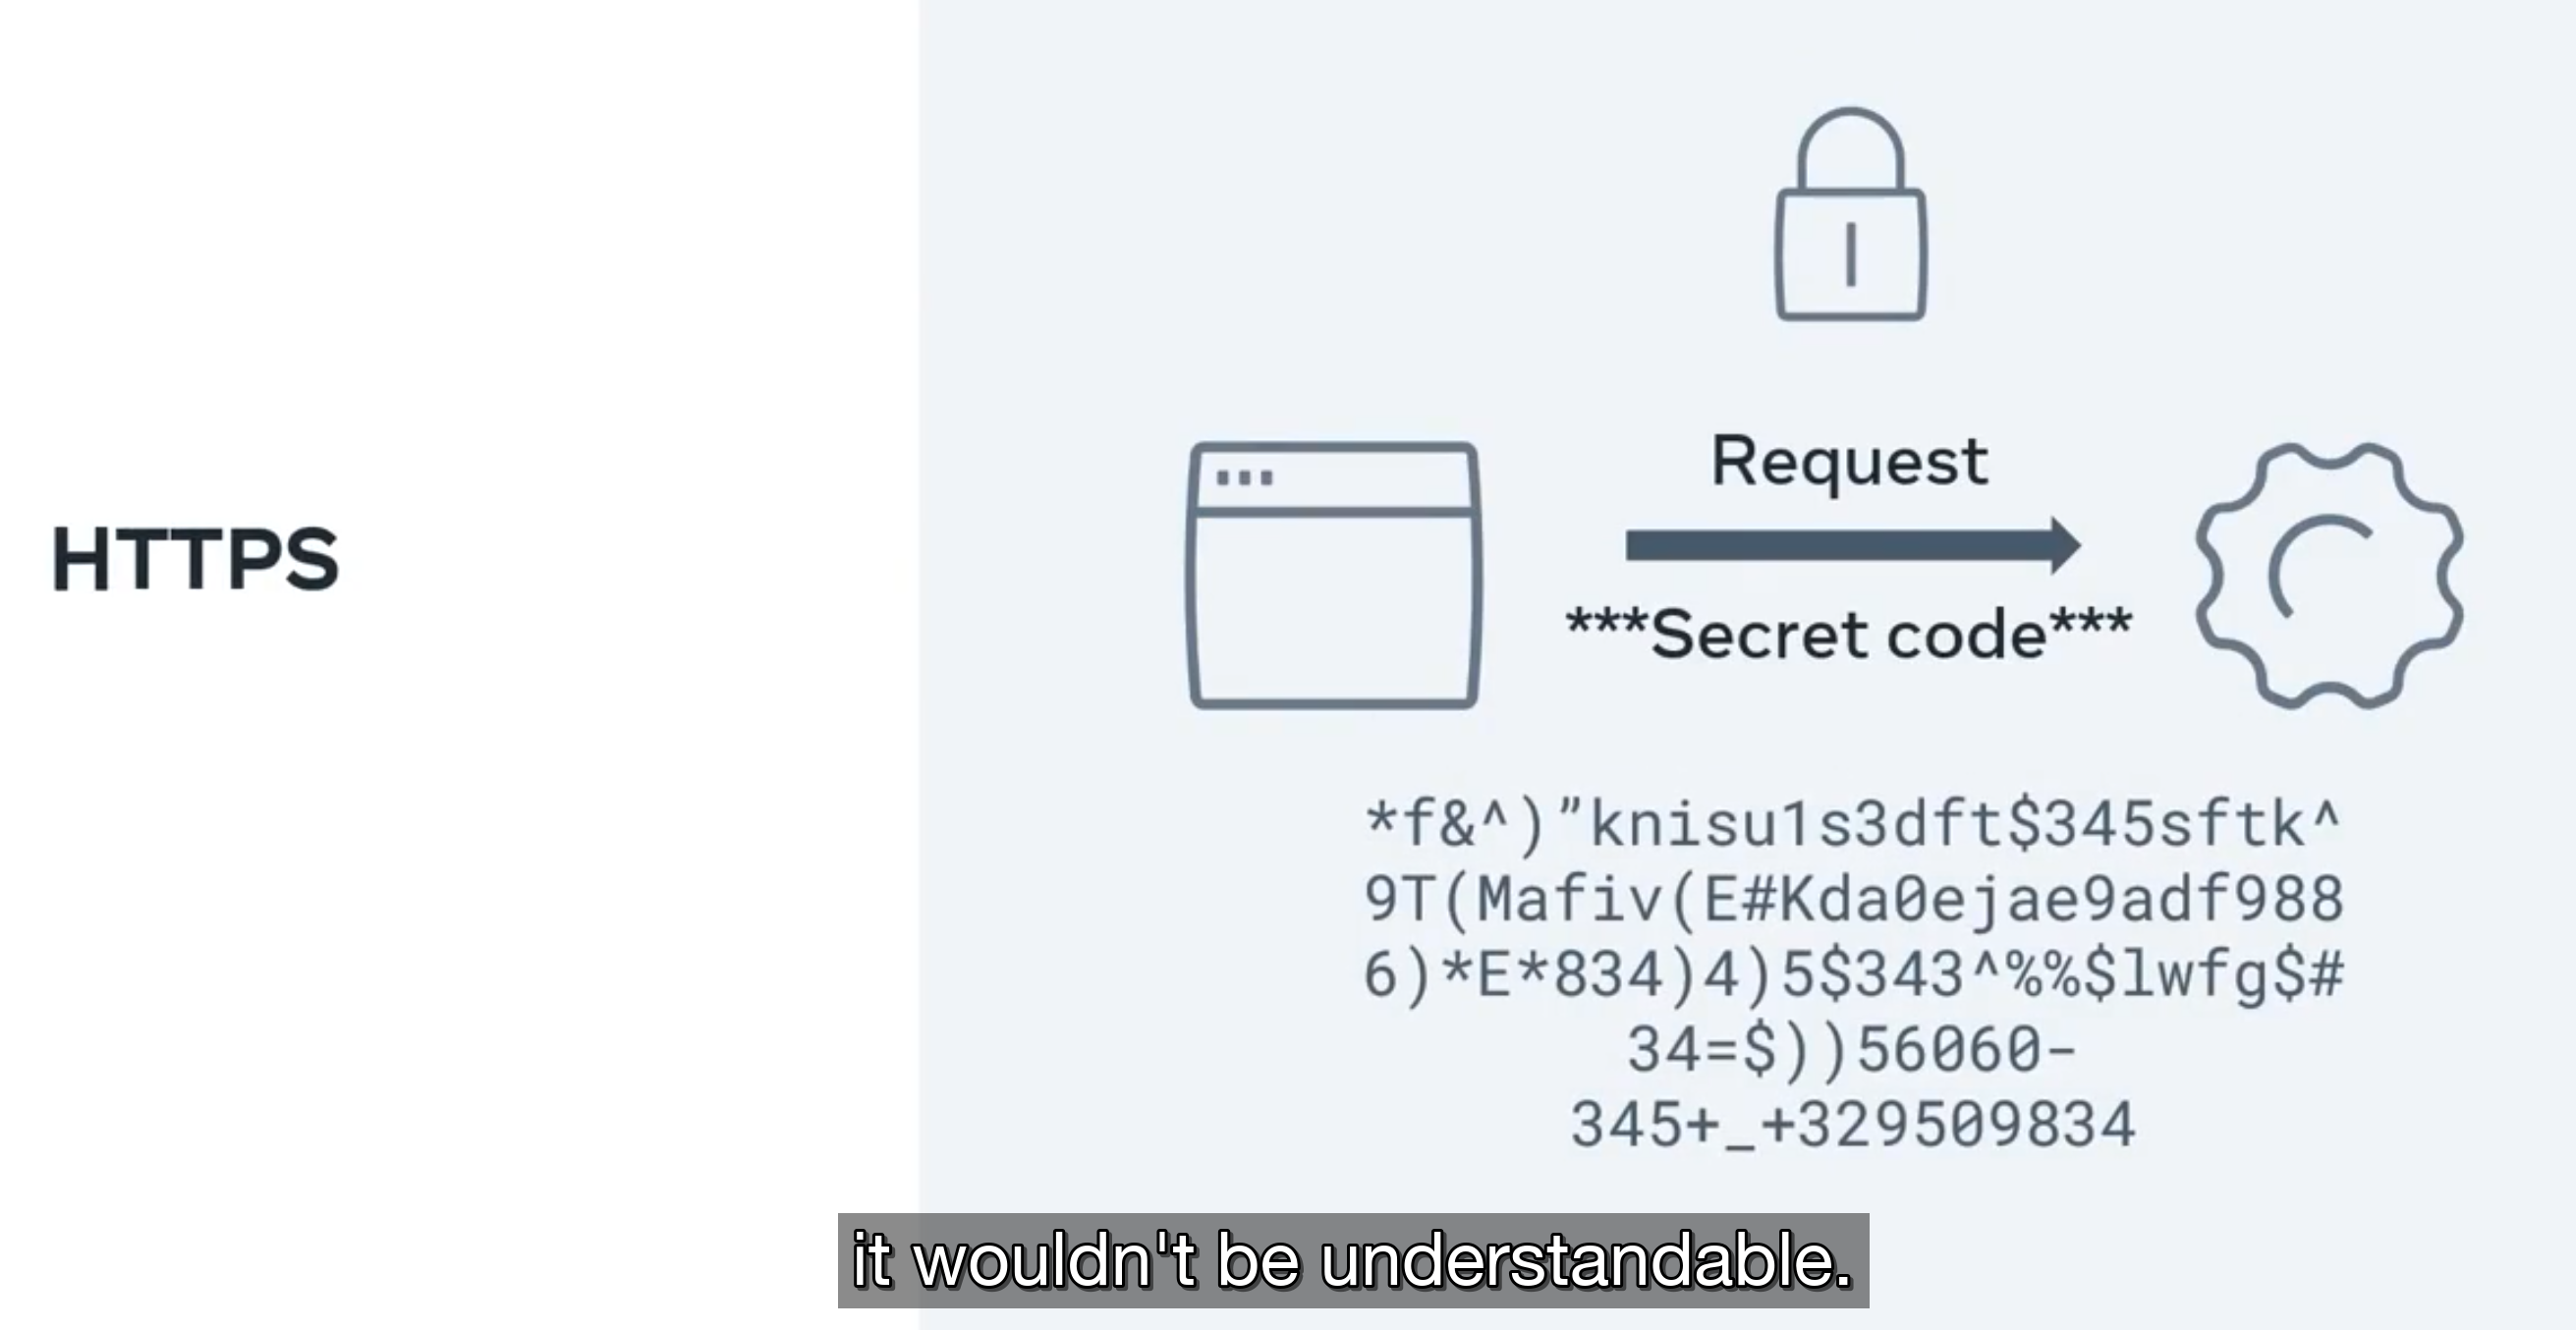 HTTPS
Request
***Secret code***
*f&^)”knisu1s3dft$345sftk^
9T(Mafiv(E#Kda0ejae9adf988
6)*E*834)4)5$343^%%$lwfg$#
34=$))56060-
345+_+329509834
it wouldn't be understandable.